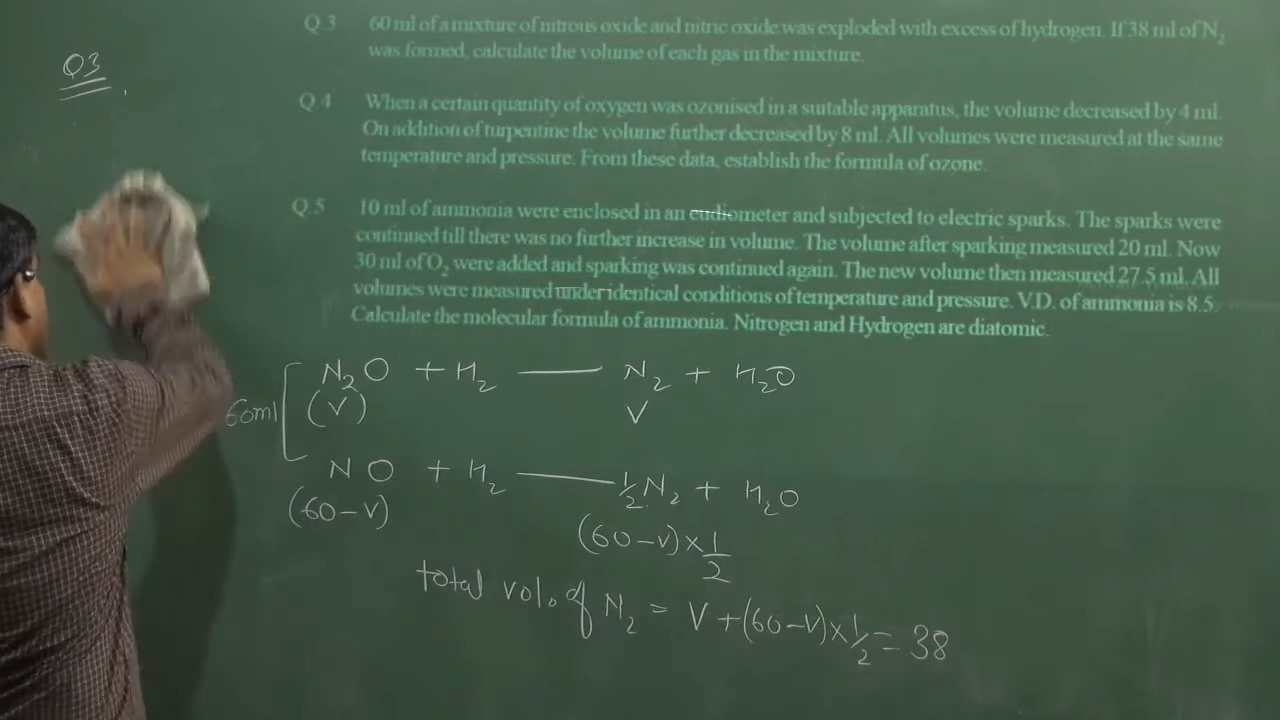 Q3
Q.3 60 ml of a mixture of nitrous oxide and nitric oxide was exploded with excess of hydrogen. If 38 ml of N₂
was formed, calculate the volume of each gas in the mixture.
Q.4 When a certain quantity of oxygen was ozonised in a suitable apparatus, the volume decreased by 4 ml.
On addition of turpentine the volume further decreased by 8 ml. All volumes were measured at the same
temperature and pressure. From these data, establish the formula of ozone.
Q.5 10 ml of ammonia were enclosed in an eudiometer and subjected to electric sparks. The sparks were
continued till there was no further increase in volume. The volume after sparking measured 20 ml. Now
30 ml of O₂ were added and sparking was continued again. The new volume then measured 27.5 ml. All
volumes were measured under identical conditions of temperature and pressure. V.D. of ammonia is 8.5.
Calculate the molecular formula of ammonia. Nitrogen and Hydrogen are diatomic.
N₂O + H₂ — N₂ + H₂O
60ml (V) V
NO + H₂ — ½N₂ + H₂O
(60-V) (60-V)×½
total vol. of N₂ = V+(60-V)×½ = 38